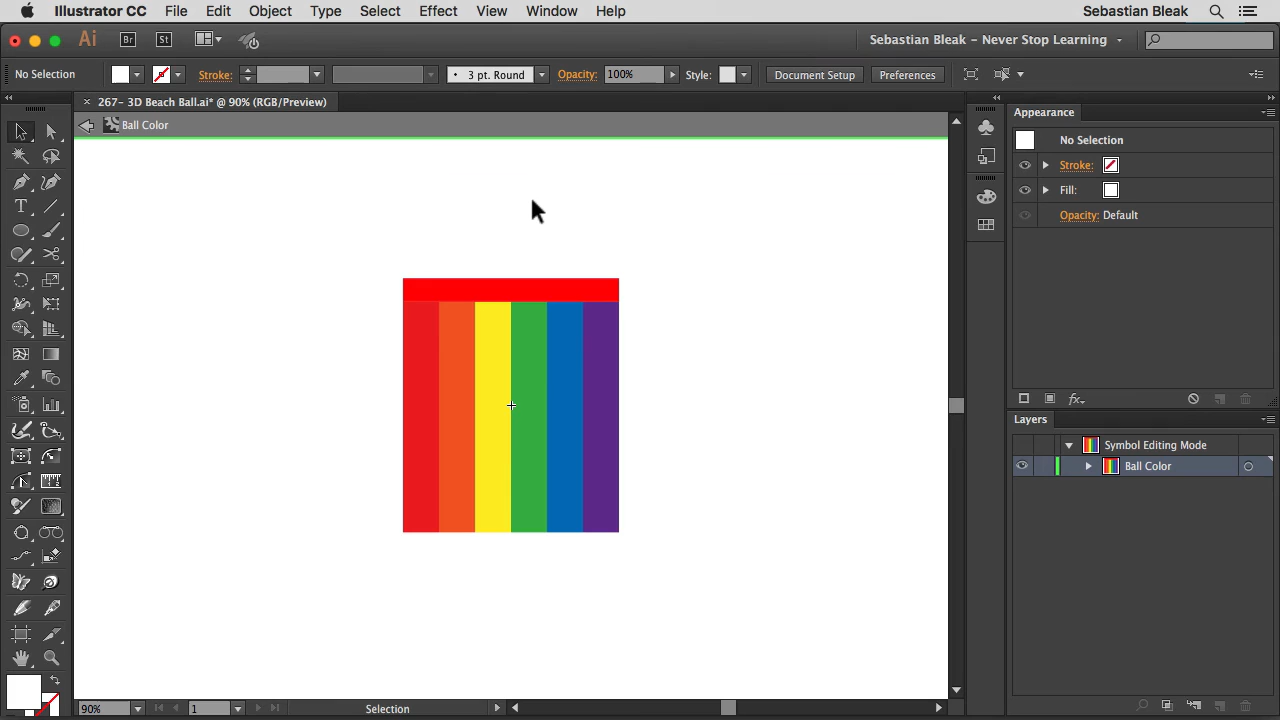 Illustrator CC File Edit Object Type Select Effect View Window Help Sebastian Bleak
Ai Br St Sebastian Bleak – Never Stop Learning
No Selection Stroke: 3 pt. Round Opacity: 100% Style: Document Setup Preferences
× 267- 3D Beach Ball.ai* @ 90% (RGB/Preview)
Ball Color
Appearance
No Selection
Stroke:
Fill:
Opacity: Default
fx
Layers
Symbol Editing Mode
Ball Color
90% 1 Selection